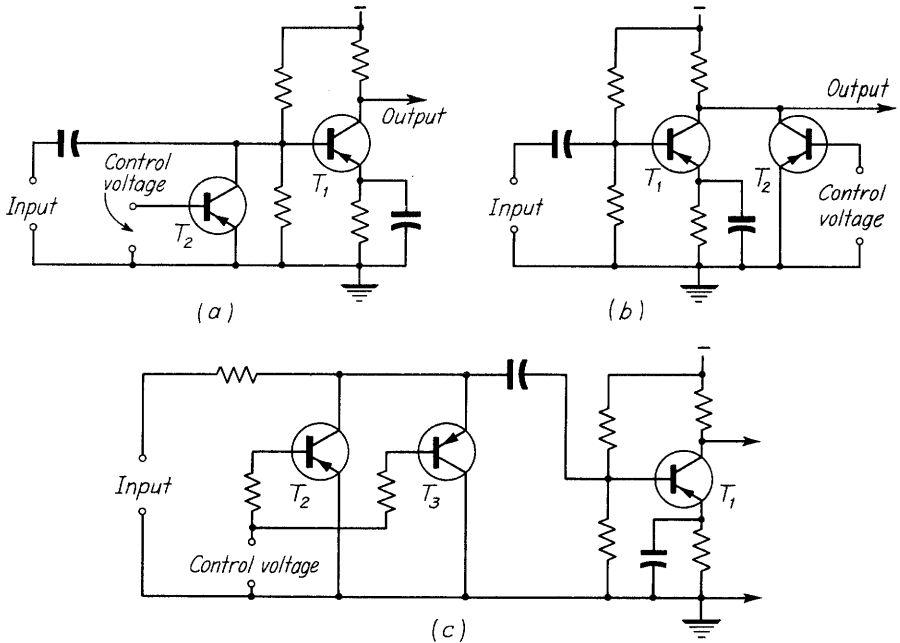 Input
Control
voltage
T2
T1
Output
(a)
Input
T1
T2
Output
Control
voltage
(b)
Input
T2
T3
Control voltage
T1
(c)